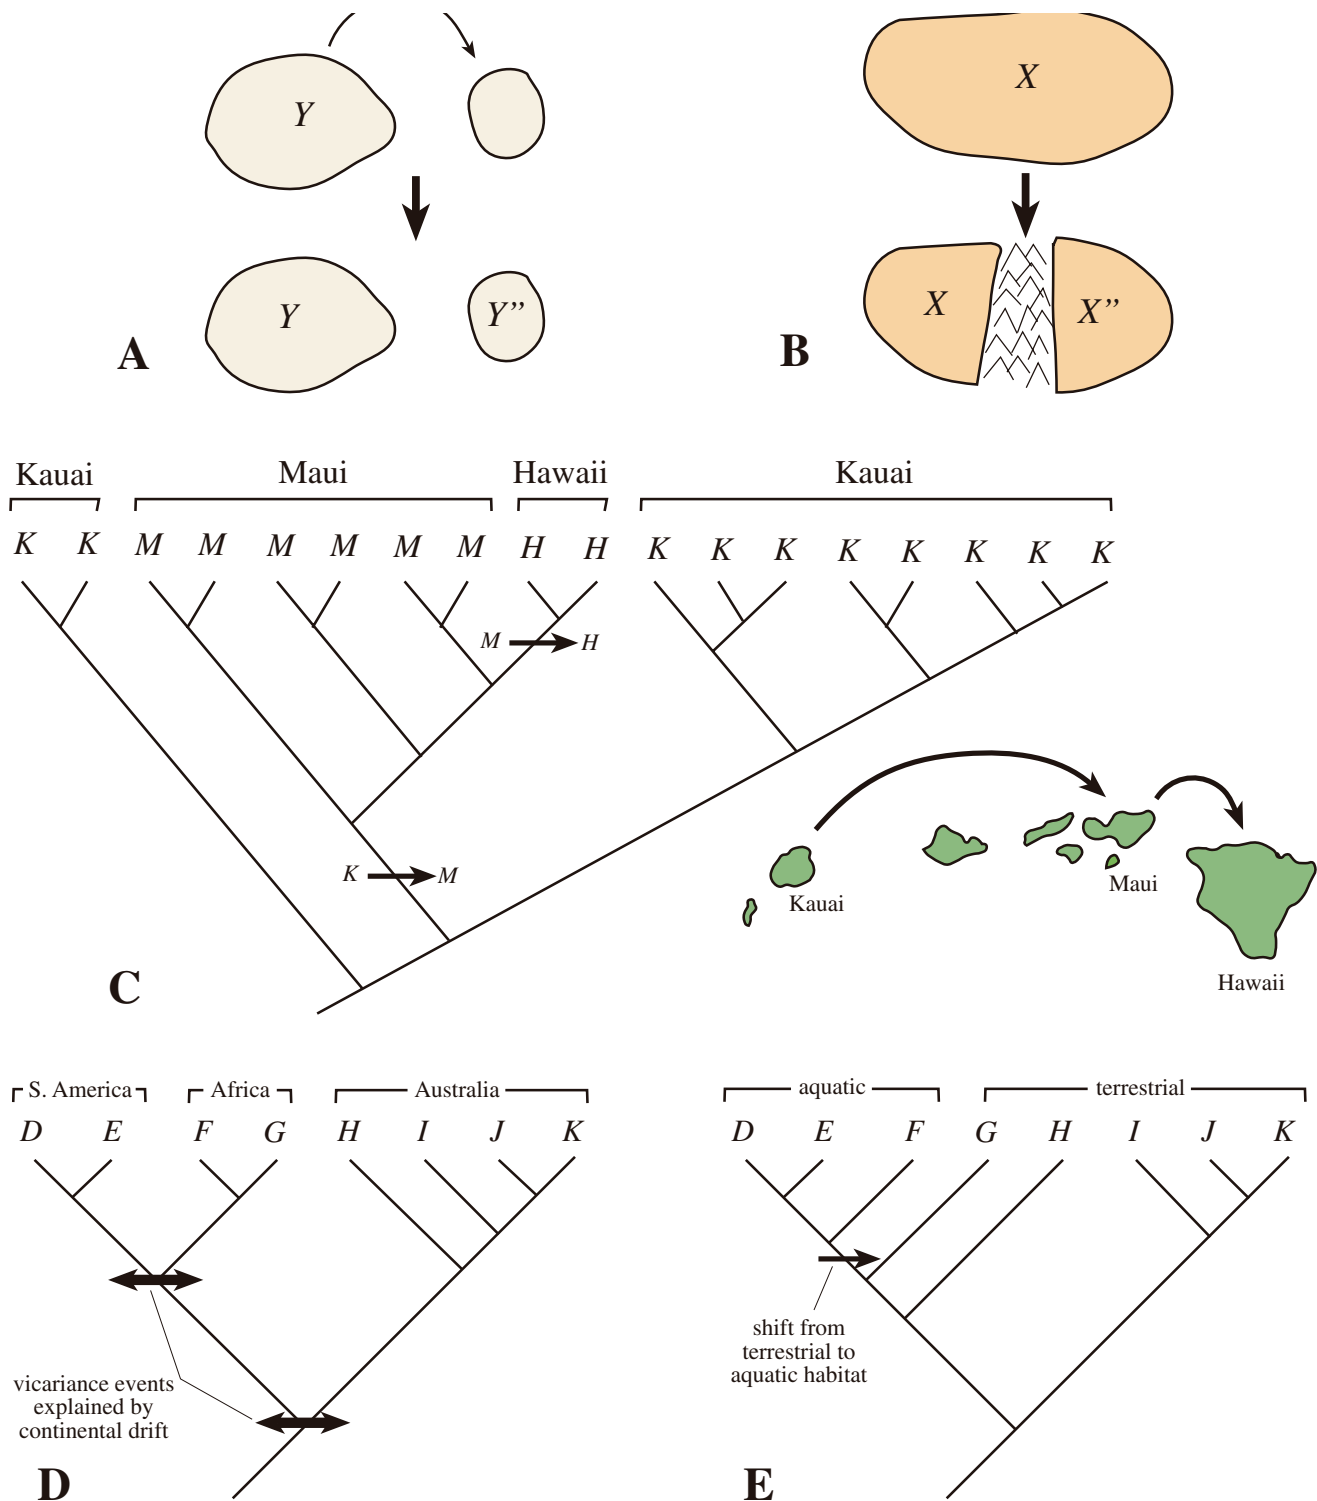 Y
X
Y
Y”
X
X”
A
B
Kauai
Maui
Hawaii
Kauai
K K M M M M M M H H K K K K K K K K
M H
K M
Kauai
Maui
Hawaii
C
S. America
Africa
Australia
D E F G H I J K
vicariance events
explained by
continental drift
D
aquatic
terrestrial
D E F G H I J K
shift from
terrestrial to
aquatic habitat
E